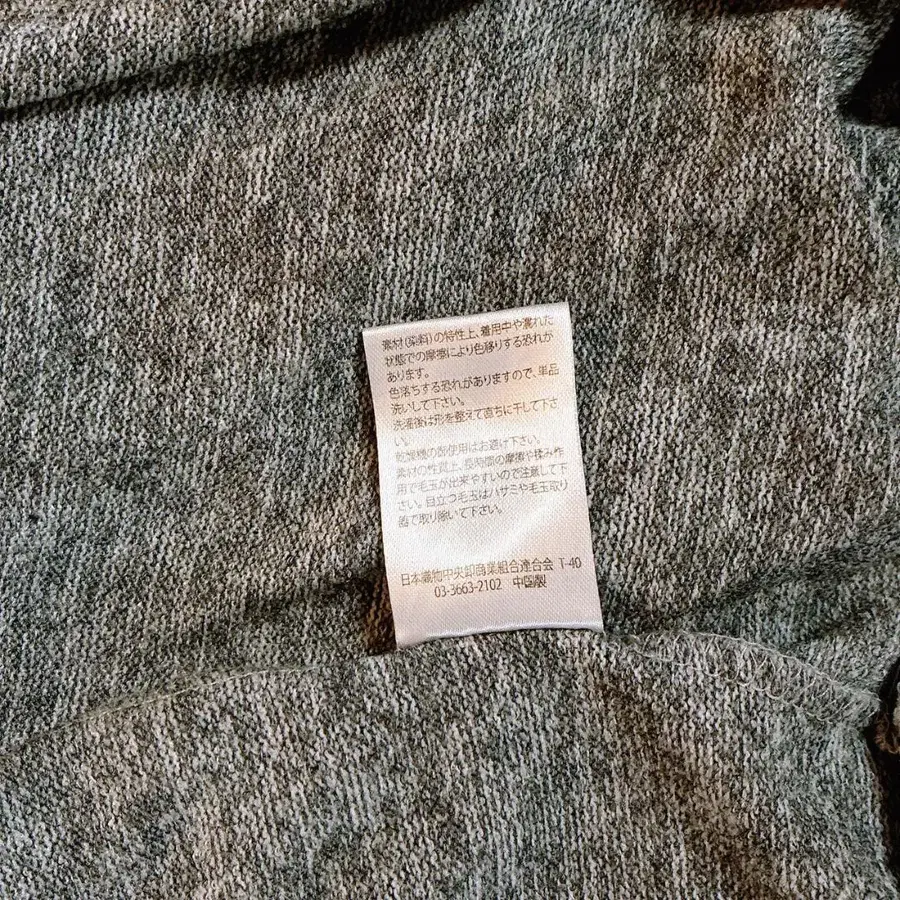 素材(染料)の特性上、着用中や濡れた
状態での摩擦により色移りする恐れが
あります。
色落ちする恐れがありますので、単品
洗いして下さい。
洗濯後は形を整えて直ちに干して下さ
い。
乾燥機の御使用はお避け下さい。
素材の性質上、長時間の摩擦や揉み作
用で毛玉が出来やすいので注意して下
さい。目立つ毛玉はハサミや毛玉取り
器で取り除いて下さい。
日本織物中央卸商業組合連合会 T-40
03-3663-2102 中国製